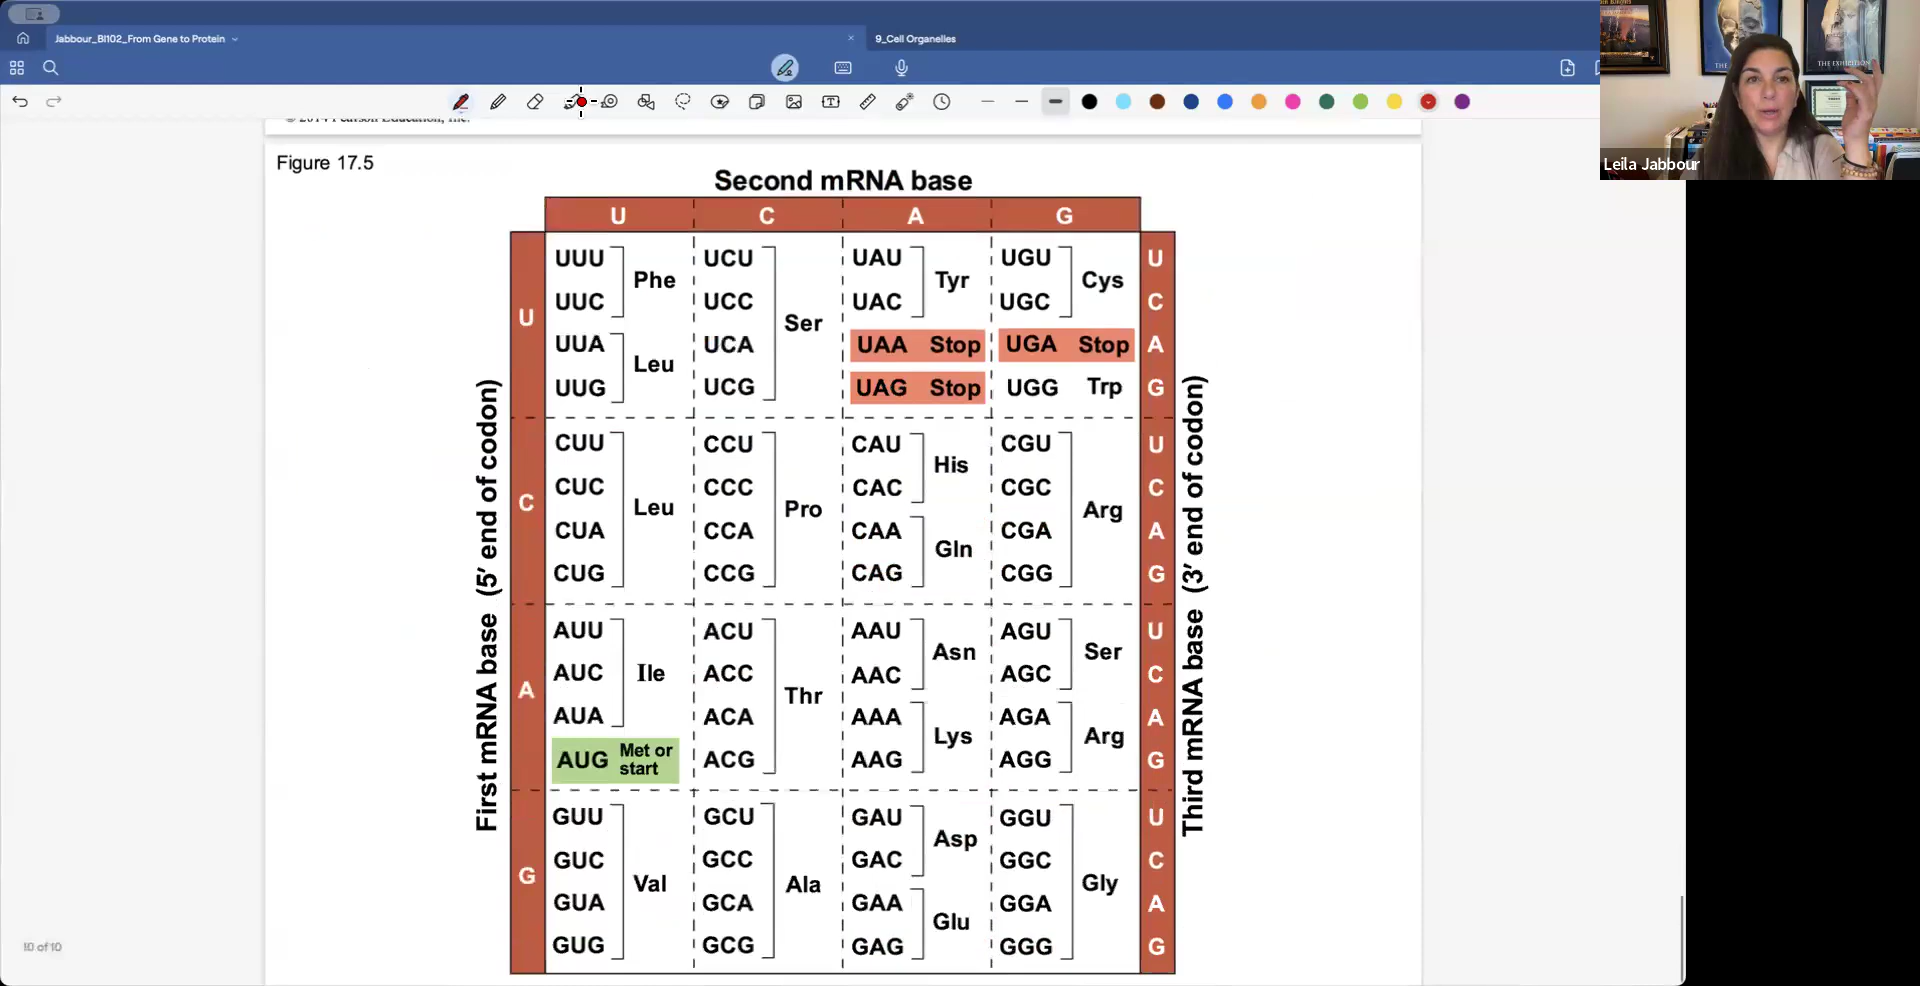 Jabbour_BI102_From Gene to Protein
9_Cell Organelles
© 2014 Pearson Education, Inc.
Leila Jabbour
Figure 17.5
Second mRNA base
U C A G
First mRNA base (5′ end of codon)
Third mRNA base (3′ end of codon)
U
UUU UCU UAU UGU U
Phe Tyr Cys
UUC UCC UAC UGC C
Ser
UUA UCA UAA Stop UGA Stop A
Leu
UUG UCG UAG Stop UGG Trp G
C
CUU CCU CAU CGU U
His
CUC CCC CAC CGC C
Leu Pro Arg
CUA CCA CAA CGA A
Gln
CUG CCG CAG CGG G
A
AUU ACU AAU AGU U
Asn Ser
AUC Ile ACC AAC AGC C
Thr
AUA ACA AAA AGA A
Lys Arg
AUG Met or start ACG AAG AGG G
G
GUU GCU GAU GGU U
Asp
GUC GCC GAC GGC C
Val Ala Gly
GUA GCA GAA GGA A
Glu
GUG GCG GAG GGG G
10 of 10